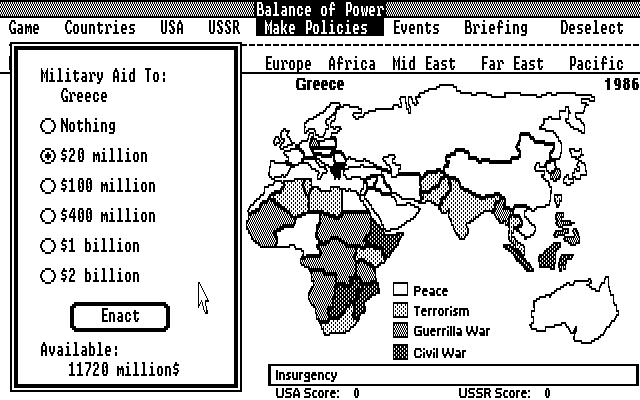 Balance of Power
Game Countries USA USSR Make Policies Events Briefing Deselect
Europe Africa Mid East Far East Pacific
Military Aid To:
Greece
Nothing
$20 million
$100 million
$400 million
$1 billion
$2 billion
Enact
Available:
11720 million$
Greece 1986
Peace
Terrorism
Guerrilla War
Civil War
Insurgency
USA Score: 0 USSR Score: 0